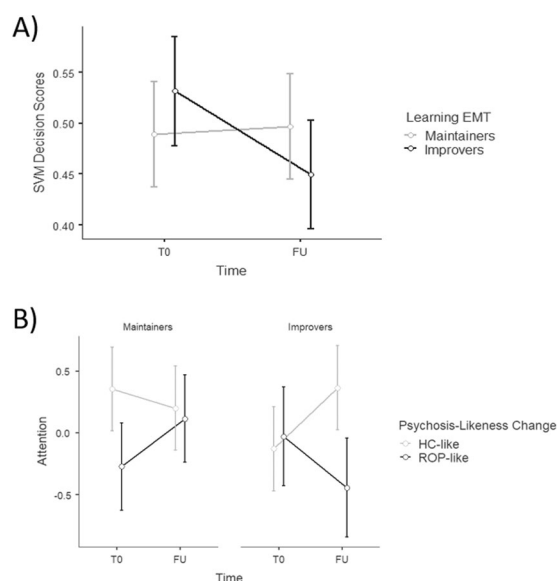 A)
SVM Decision Scores
0.55
0.50
0.45
0.40
T0
FU
Time
Learning EMT
Maintainers
Improvers
B)
Maintainers
Improvers
Attention
0.5
0.0
-0.5
T0
FU
T0
FU
Time
Psychosis-Likeness Change
HC-like
ROP-like